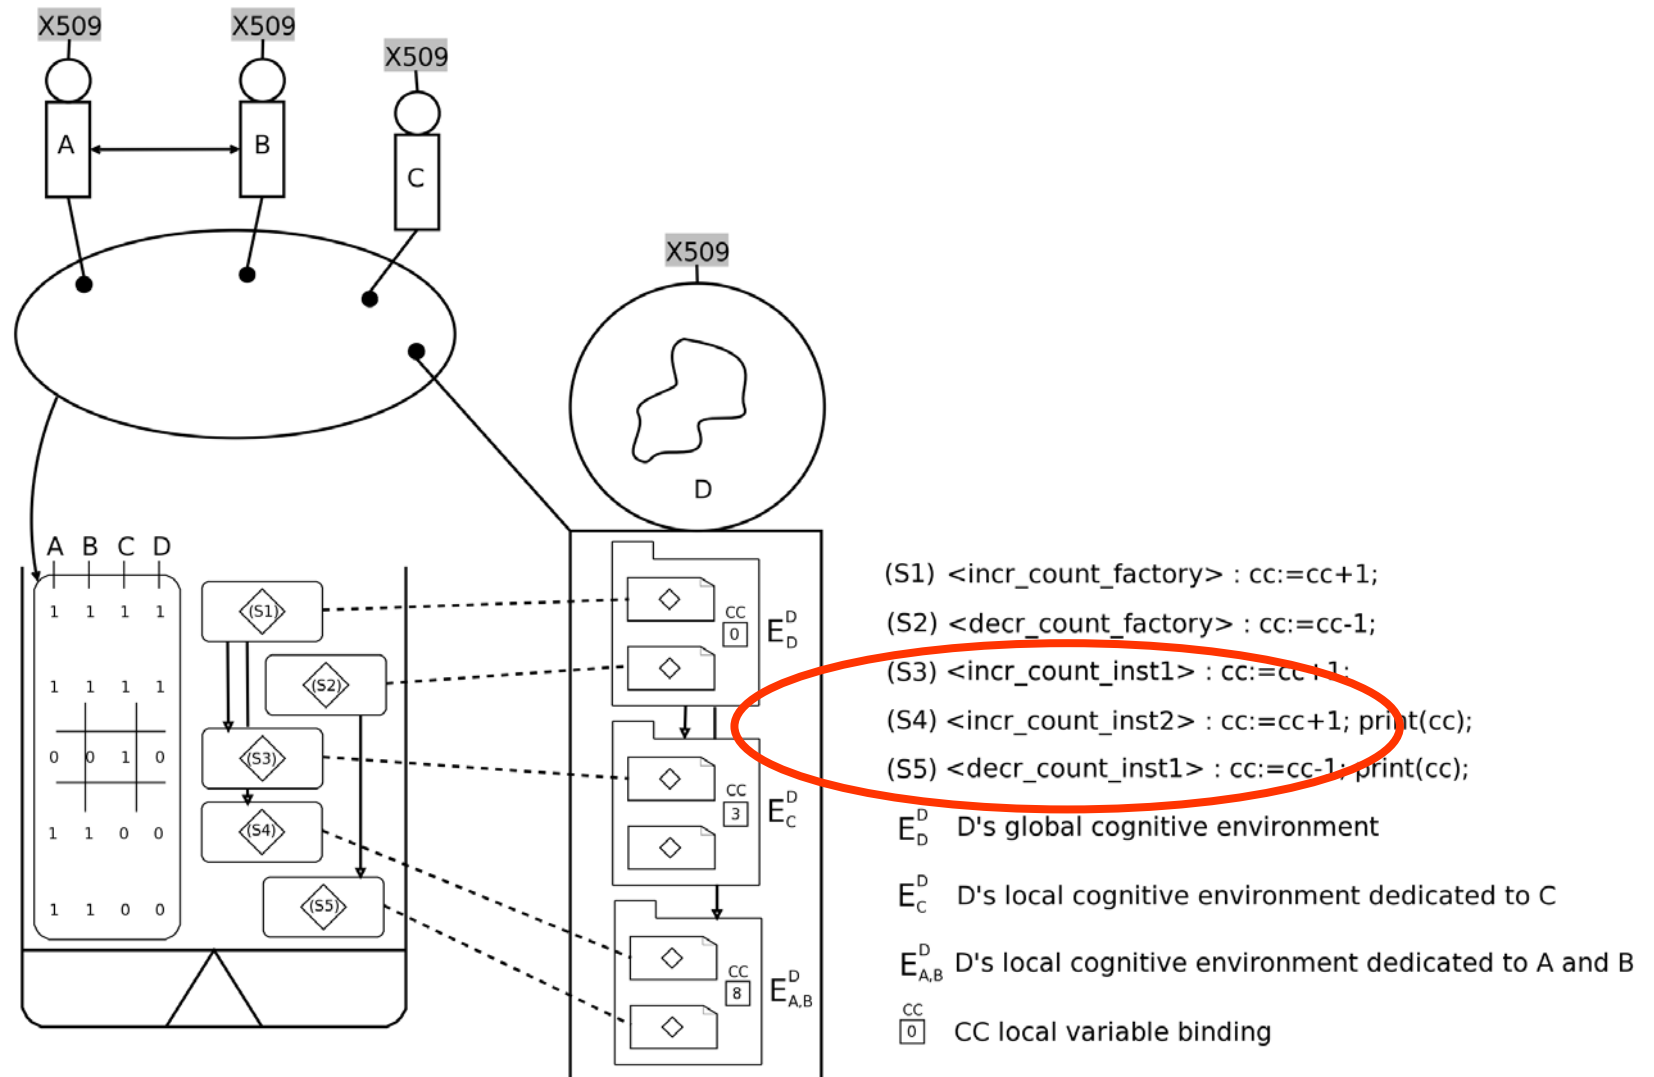 X509
X509
X509
A
B
C
X509
D
A B C D
1 1 1 1
(S1)
CC
0
E D D
1 1 1 1
(S2)
0 0 1 0
(S3)
CC
3
E D C
1 1 0 0
(S4)
1 1 0 0
(S5)
CC
8
E D A,B
(S1) <incr_count_factory> : cc:=cc+1;
(S2) <decr_count_factory> : cc:=cc-1;
(S3) <incr_count_inst1> : cc:=cc+1;
(S4) <incr_count_inst2> : cc:=cc+1; print(cc);
(S5) <decr_count_inst1> : cc:=cc-1; print(cc);
E D D D's global cognitive environment
E D C D's local cognitive environment dedicated to C
E D A,B D's local cognitive environment dedicated to A and B
CC
0 CC local variable binding